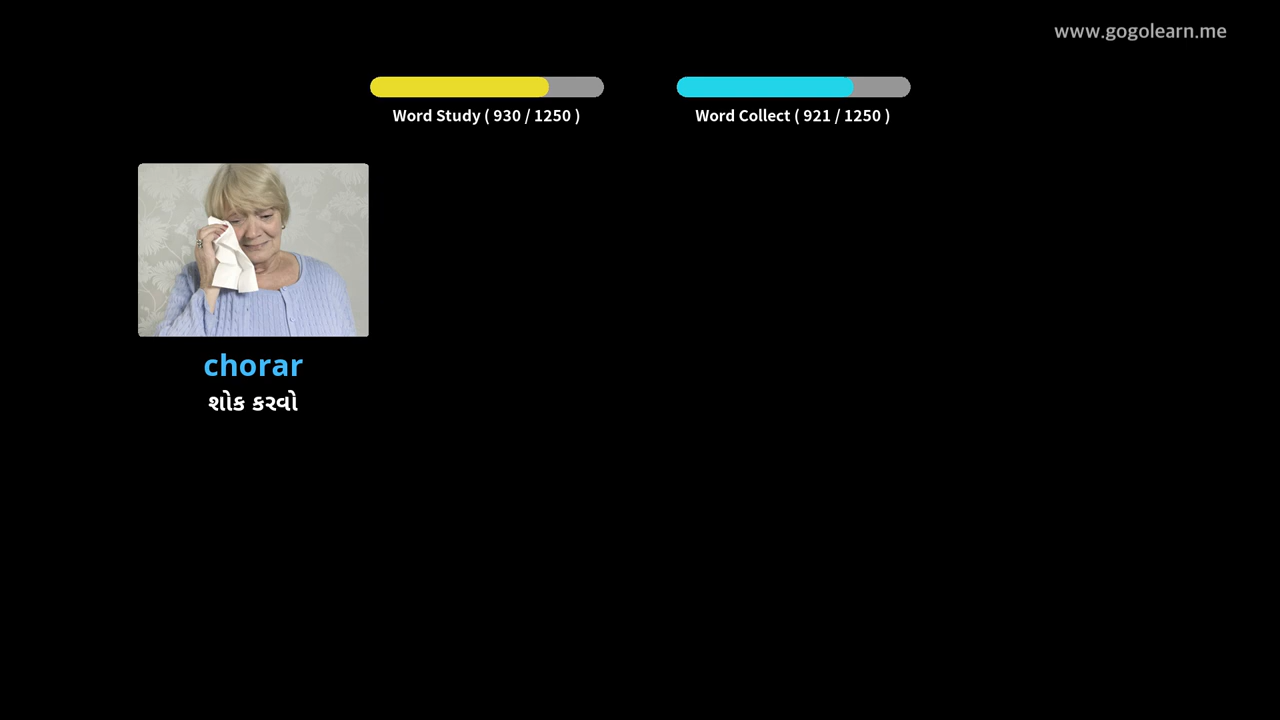 www.gogolearn.me
Word Study ( 930 / 1250 )
Word Collect ( 921 / 1250 )
chorar
શોક કરવો